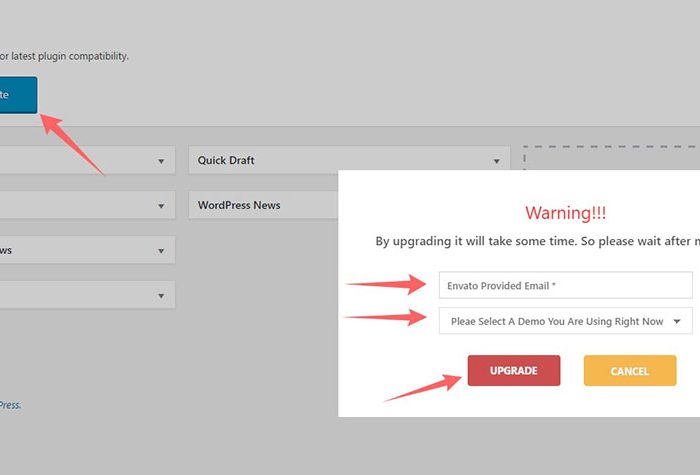 or latest plugin compatibility.
te
Quick Draft
WordPress News
ws
Warning!!!
By upgrading it will take some time. So please wait after m
Envato Provided Email *
Pleae Select A Demo You Are Using Right Now
UPGRADE
CANCEL
Press.